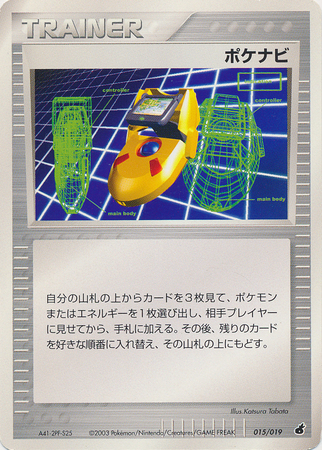 TRAINER
ポケナビ
controller
controller
controller
main body
main body
自分の山札の上からカードを3枚見て、ポケモン
またはエネルギーを1枚選び出し、相手プレイヤー
に見せてから、手札に加える。その後、残りのカード
を好きな順番に入れ替え、その山の上にもどす。
Illus.Katsura Tabata
A41-2PF-S25
©2003 Pokémon/Nintendo/Creatures/GAME FREAK
015/019